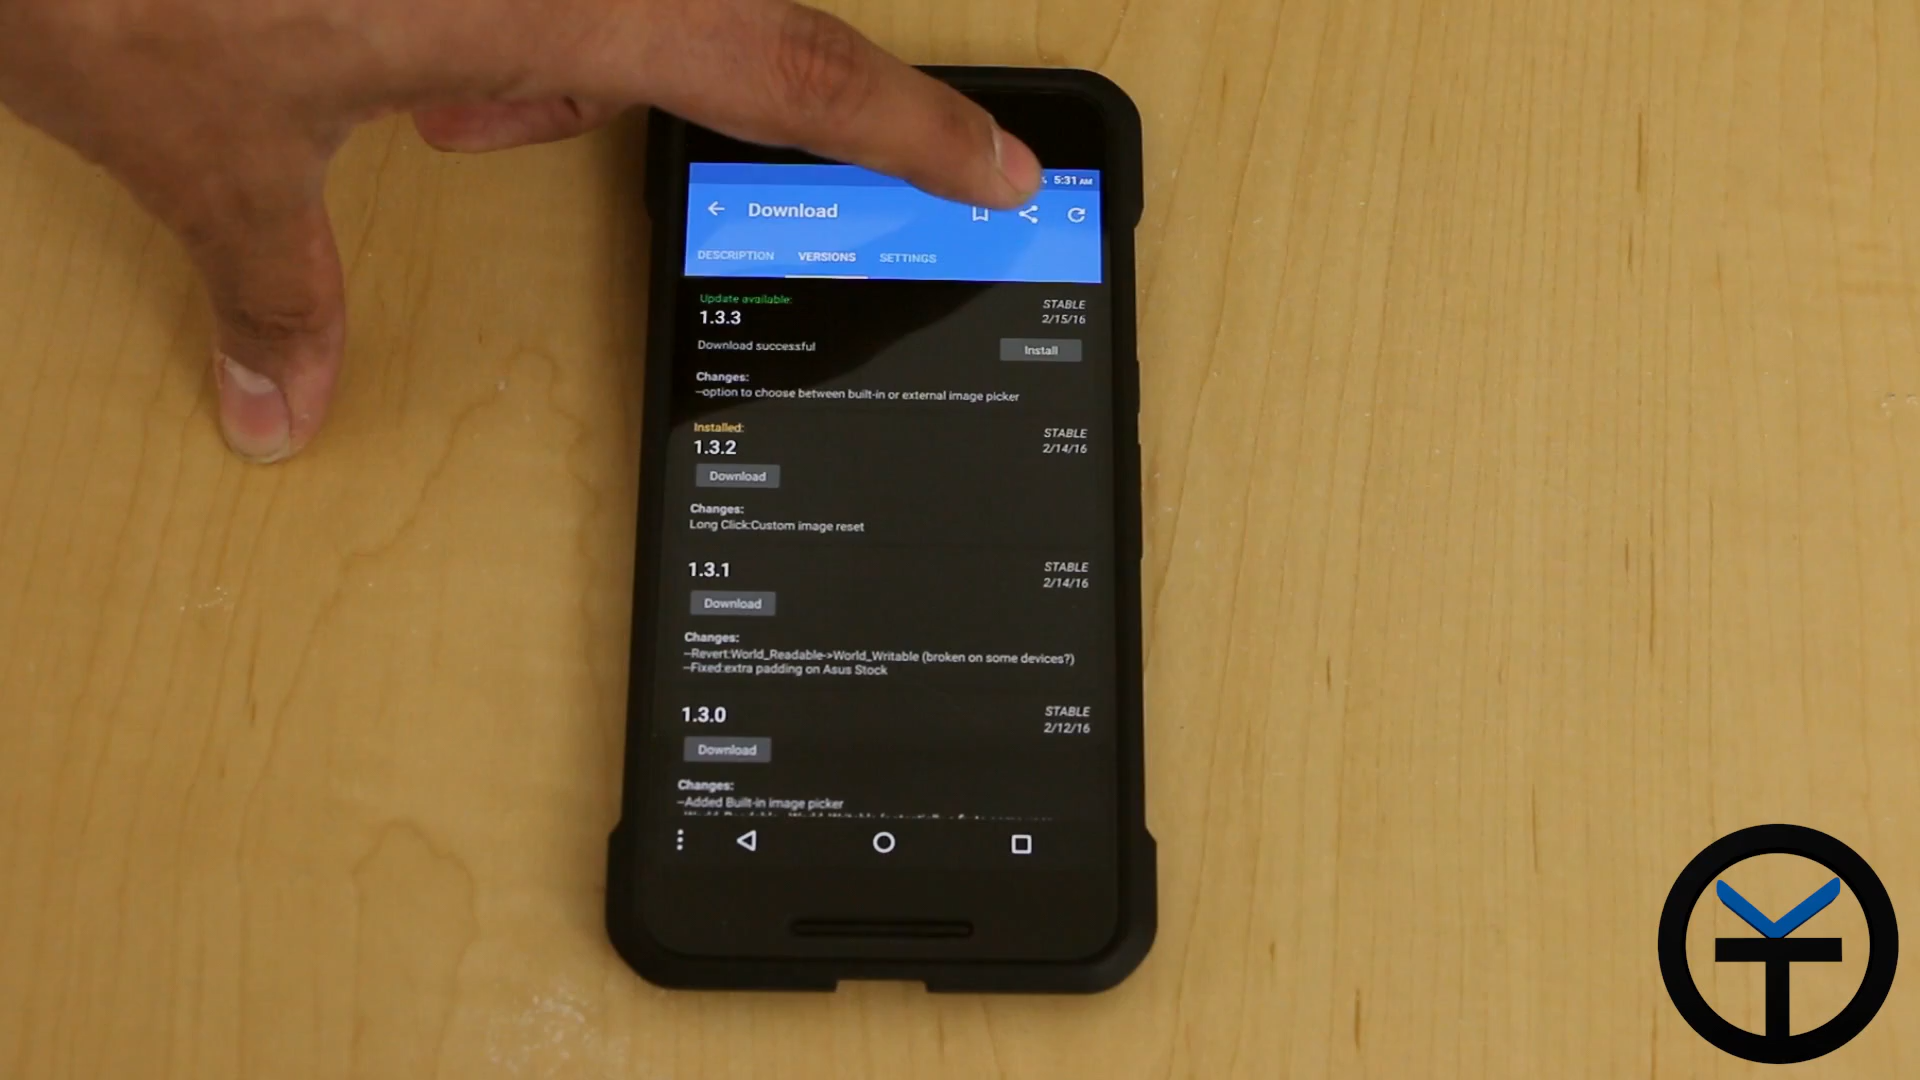 5:31 AM
Download
DESCRIPTION VERSIONS SETTINGS
Update available:
1.3.3
STABLE
2/15/16
Download successful
Install
Changes:
--option to choose between built-in or external image picker
Installed:
1.3.2
STABLE
2/14/16
Download
Changes:
Long Click:Custom image reset
1.3.1
STABLE
2/14/16
Download
Changes:
--Revert:World_Readable->World_Writable (broken on some devices?)
--Fixed:extra padding on Asus Stock
1.3.0
STABLE
2/12/16
Download
Changes:
--Added Built-in image picker